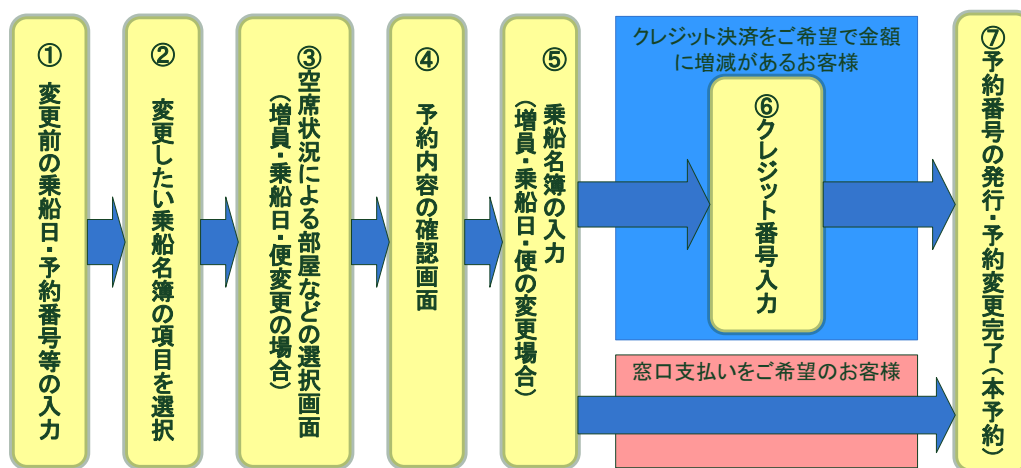 ① 変更前の乗船日・予約番号等の入力
② 変更したい乗船名簿の項目を選択
③空席状況による部屋などの選択画面
（増員・乗船日・便変更の場合）
④ 予約内容の確認画面
⑤ 乗船名簿の入力
（増員・乗船日・便の変更場合）
クレジット決済をご希望で金額
に増減があるお客様
⑥クレジット番号入力
窓口支払いをご希望のお客様
⑦予約番号の発行・予約変更完了（本予約）